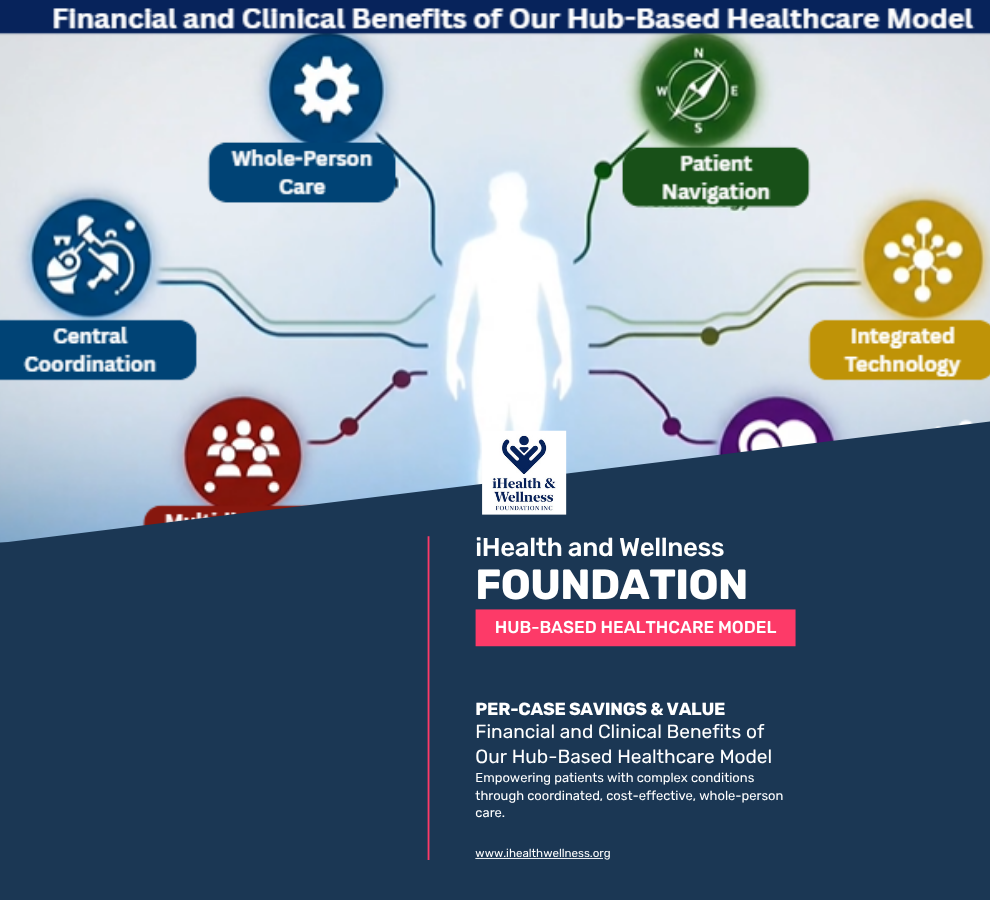 Financial and Clinical Benefits of Our Hub-Based Healthcare Model
N
W
E
S
Whole-Person
Care
Patient
Navigation
Central
Coordination
Integrated
Technology
iHealth &
Wellness
FOUNDATION INC
iHealth and Wellness
FOUNDATION
HUB-BASED HEALTHCARE MODEL
PER-CASE SAVINGS & VALUE
Financial and Clinical Benefits of
Our Hub-Based Healthcare Model
Empowering patients with complex conditions
through coordinated, cost-effective, whole-person
care.
www.ihealthwellness.org